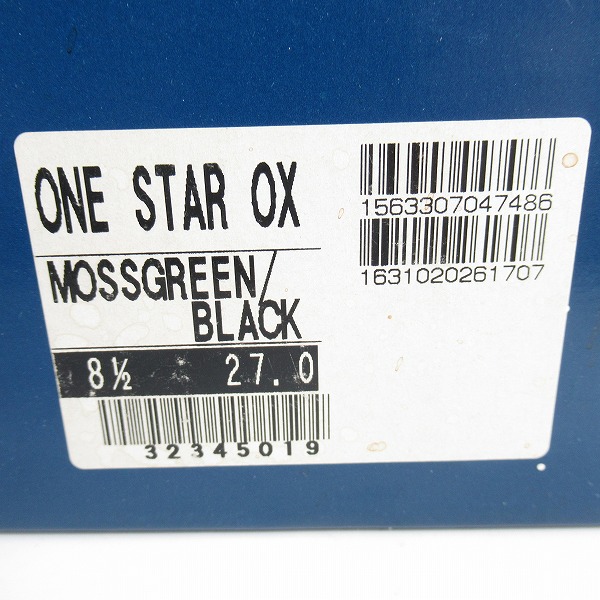 ONE STAR OX
MOSSGREEN/
BLACK
8½ 27.0
32345019
1563307047486
1631020261707